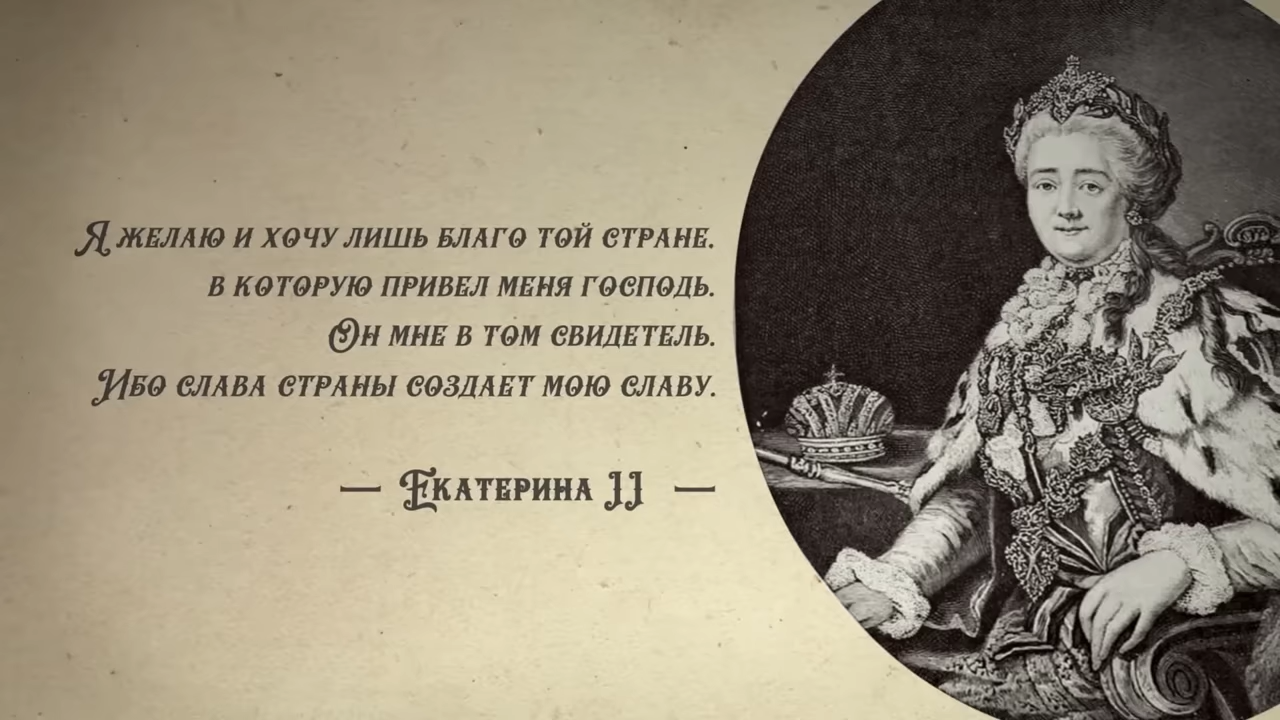 Я желаю и хочу лишь благо той стране.
в которую привел меня господь.
Он мне в том свидетель.
Ибо слава страны создает мою славу.
— Екатерина II —